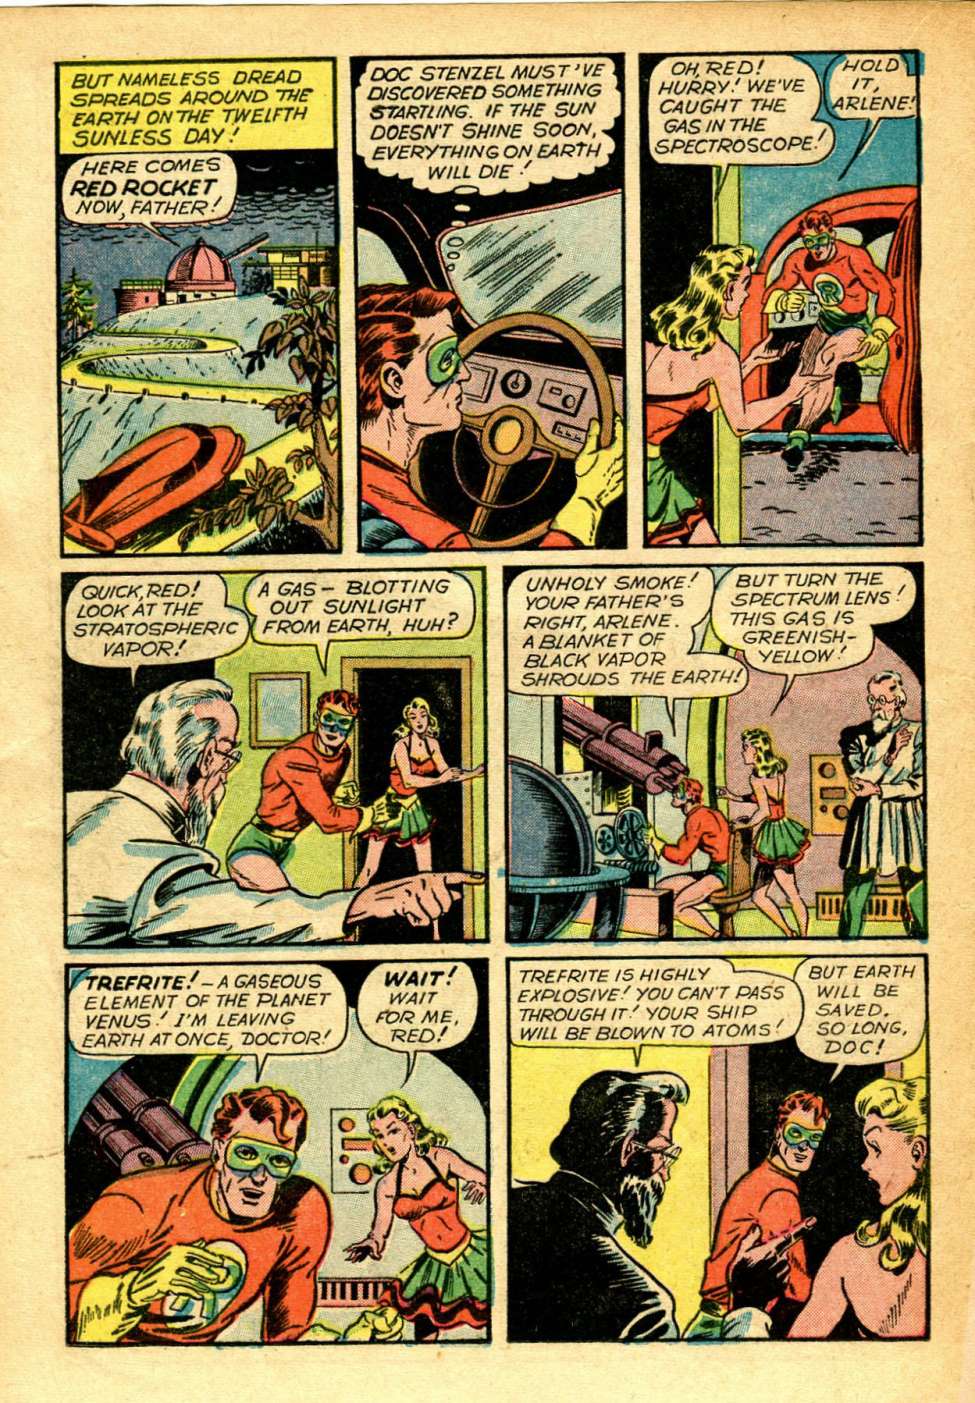 BUT NAMELESS DREAD
SPREADS AROUND THE
EARTH ON THE TWELFTH
SUNLESS DAY!
HERE COMES
RED ROCKET
NOW, FATHER!
DOC STENZEL MUST'VE
DISCOVERED SOMETHING
STARTLING. IF THE SUN
DOESN'T SHINE SOON,
EVERYTHING ON EARTH
WILL DIE!
OH, RED!
HURRY! WE'VE
CAUGHT THE
GAS IN THE
SPECTROSCOPE!
HOLD
IT,
ARLENE!
R
QUICK, RED!
LOOK AT THE
STRATOSPHERIC
VAPOR!
A GAS - BLOTTING
OUT SUNLIGHT
FROM EARTH, HUH?
UNHOLY SMOKE!
YOUR FATHER'S
RIGHT, ARLENE.
A BLANKET OF
BLACK VAPOR
SHROUDS THE EARTH!
BUT TURN THE
SPECTRUM LENS!
THIS GAS IS
GREENISH-
YELLOW!
TREFRITE! - A GASEOUS
ELEMENT OF THE PLANET
VENUS! I'M LEAVING
EARTH AT ONCE, DOCTOR!
WAIT!
WAIT
FOR ME,
RED!
TREFRITE IS HIGHLY
EXPLOSIVE! YOU CAN'T PASS
THROUGH IT! YOUR SHIP
WILL BE BLOWN TO ATOMS!
BUT EARTH
WILL BE
SAVED.
SO LONG,
DOC!